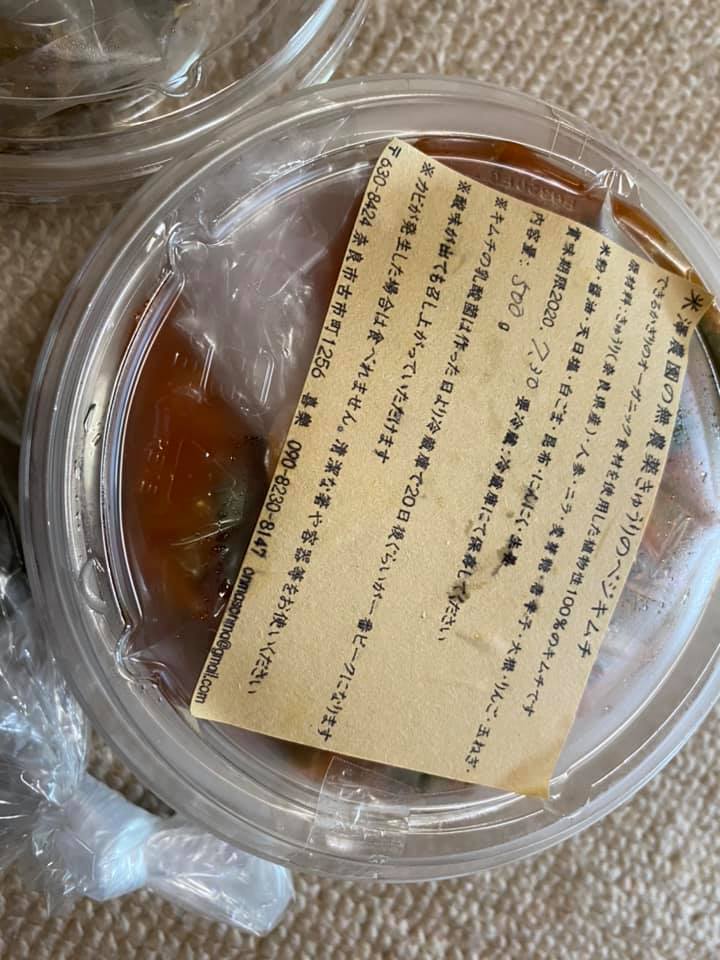 米澤農園の無農薬きゅうりのベジキムチ
できるかぎりのオーガニック食材を使用した植物性100%のキムチです
原材料:きゅうり(奈良県産)・人参・ニラ・麦芽飴・唐辛子・大根・りんご・玉ねぎ・
米粉・醤油・天日塩・白ごま・昆布・にんにく・生姜
賞味期限2020. 7.30 要冷蔵:冷蔵庫にて保存してください
内容量: 500 g
※キムチの乳酸菌は作った日より冷蔵庫で20日後ぐらいが一番ピークになります
※酸味が出てもお召し上がっていただけます
※カビが発生した場合は食べれません。清潔な箸や容器等をお使いください
〒630-8424 奈良市古市町1256 喜楽 090-8230-8147 @gmail.com